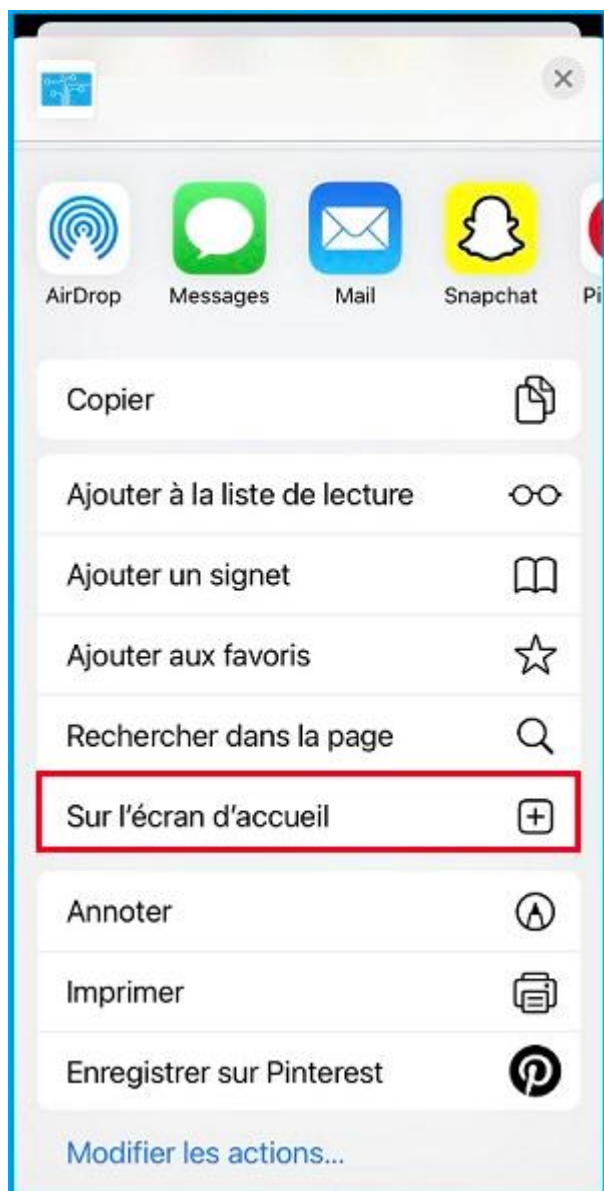 AirDrop
Messages
Mail
Snapchat
Pi
Copier
Ajouter à la liste de lecture
Ajouter un signet
Ajouter aux favoris
Rechercher dans la page
Sur l’écran d’accueil
Annoter
Imprimer
Enregistrer sur Pinterest
Modifier les actions...